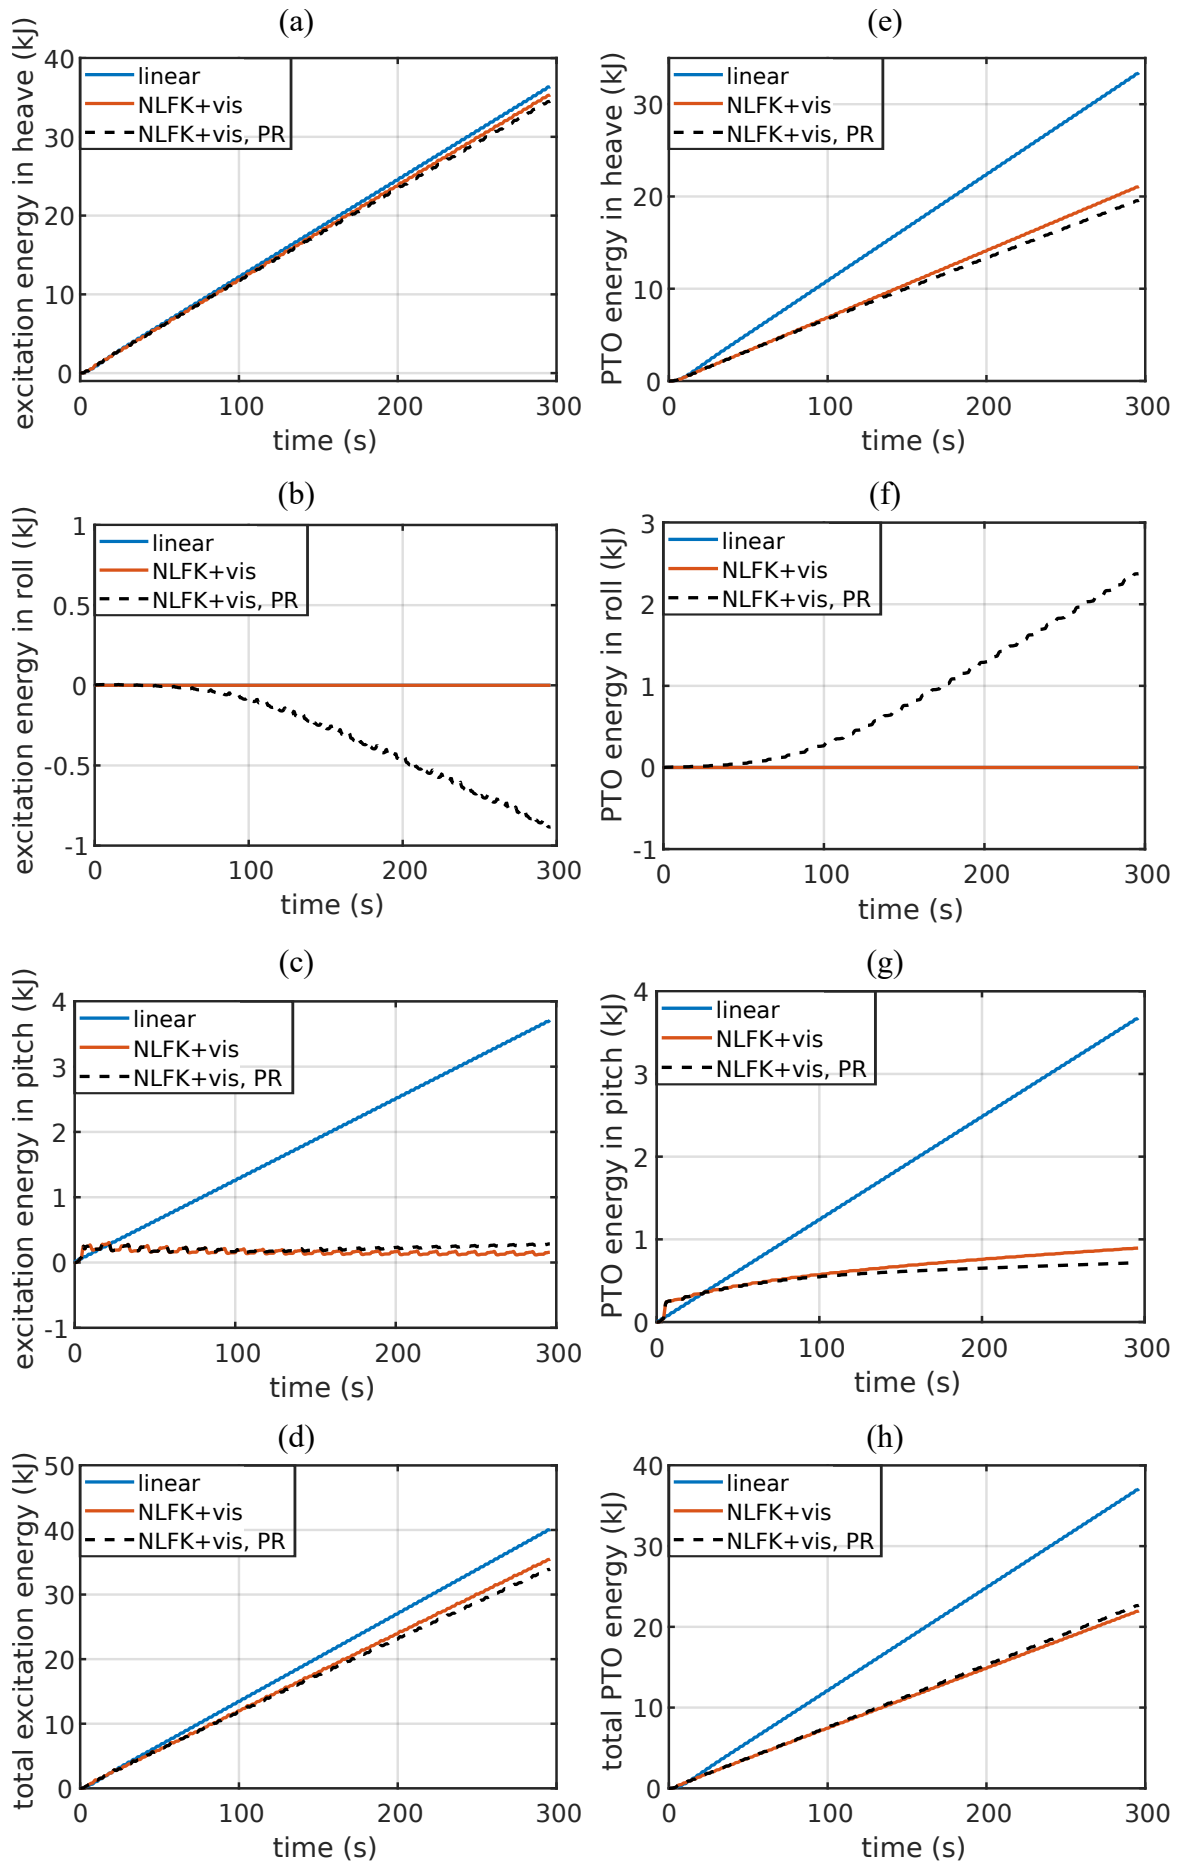 (a)
excitation energy in heave (kJ)
40
30
20
10
0
linear
NLFK+vis
NLFK+vis, PR
0 100 200 300
time (s)
(e)
PTO energy in heave (kJ)
30
20
10
0
linear
NLFK+vis
NLFK+vis, PR
0 100 200 300
time (s)
(b)
excitation energy in roll (kJ)
1
0.5
0
-0.5
-1
linear
NLFK+vis
NLFK+vis, PR
0 100 200 300
time (s)
(f)
PTO energy in roll (kJ)
3
2
1
0
-1
linear
NLFK+vis
NLFK+vis, PR
0 100 200 300
time (s)
(c)
excitation energy in pitch (kJ)
4
3
2
1
0
-1
linear
NLFK+vis
NLFK+vis, PR
0 100 200 300
time (s)
(g)
PTO energy in pitch (kJ)
4
3
2
1
0
linear
NLFK+vis
NLFK+vis, PR
0 100 200 300
time (s)
(d)
total excitation energy (kJ)
50
40
30
20
10
0
linear
NLFK+vis
NLFK+vis, PR
0 100 200 300
time (s)
(h)
total PTO energy (kJ)
40
30
20
10
0
linear
NLFK+vis
NLFK+vis, PR
0 100 200 300
time (s)